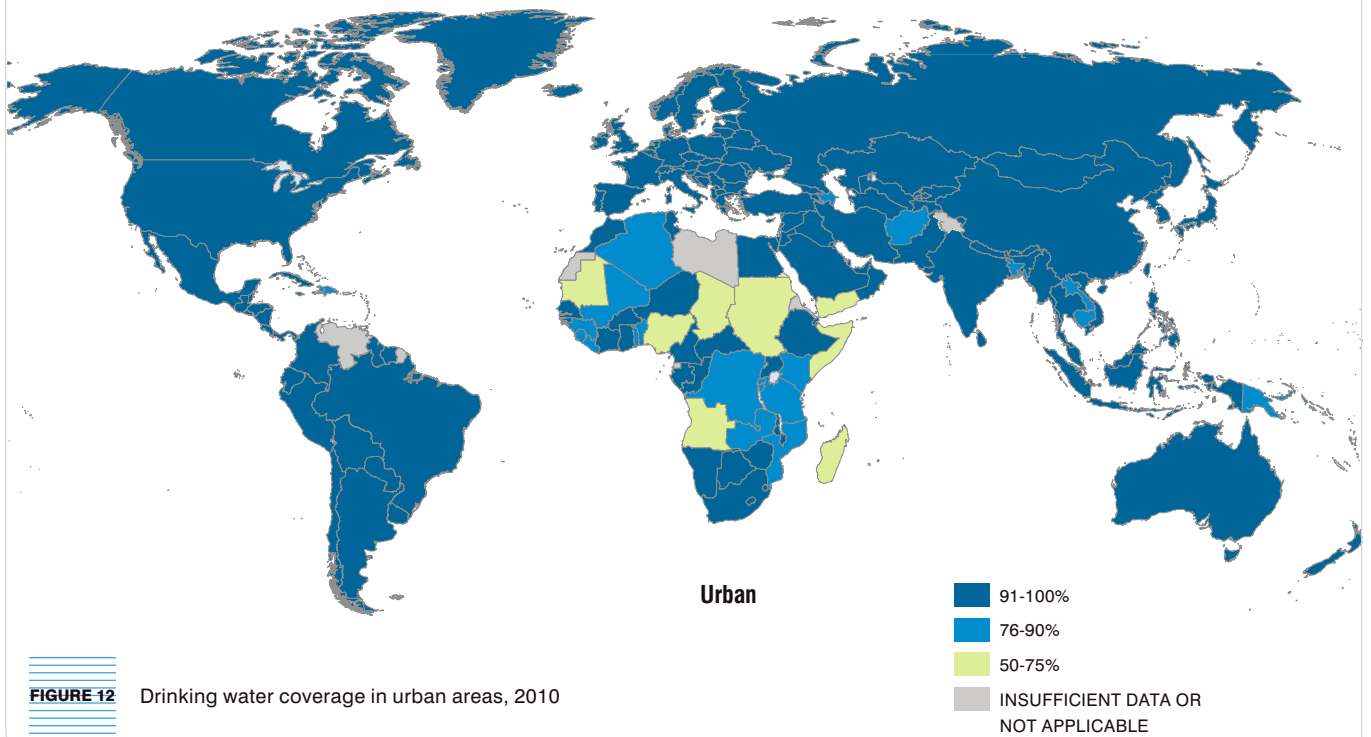 Urban
91-100%
76-90%
50-75%
INSUFFICIENT DATA OR
NOT APPLICABLE
FIGURE 12 Drinking water coverage in urban areas, 2010